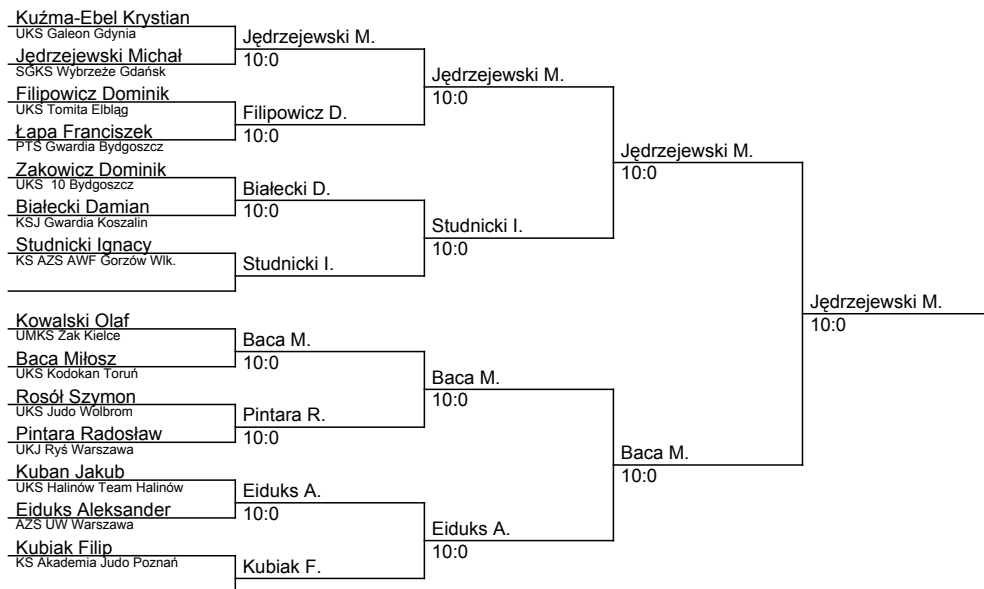 Kuźma-Ebel Krystian
UKS Galeon Gdynia
Jędrzejewski Michał
SGKS Wybrzeże Gdańsk
Filipowicz Dominik
UKS Tomita Elbląg
Łapa Franciszek
PTS Gwardia Bydgoszcz
Zakowicz Dominik
UKS 10 Bydgoszcz
Białecki Damian
KSJ Gwardia Koszalin
Studnicki Ignacy
KS AZS AWF Gorzów Wlk.
Kowalski Olaf
UMKS Żak Kielce
Baca Miłosz
UKS Kodokan Toruń
Rosół Szymon
UKS Judo Wolbrom
Pintara Radosław
UKJ Ryś Warszawa
Kuban Jakub
UKS Halinów Team Halinów
Eiduks Aleksander
AZS UW Warszawa
Kubiak Filip
KS Akademia Judo Poznań
Jędrzejewski M.
10:0
Filipowicz D.
10:0
Białecki D.
10:0
Studnicki I.
Baca M.
10:0
Pintara R.
10:0
Eiduks A.
10:0
Kubiak F.
Jędrzejewski M.
10:0
Studnicki I.
10:0
Baca M.
10:0
Eiduks A.
10:0
Jędrzejewski M.
10:0
Baca M.
10:0
Jędrzejewski M.
10:0